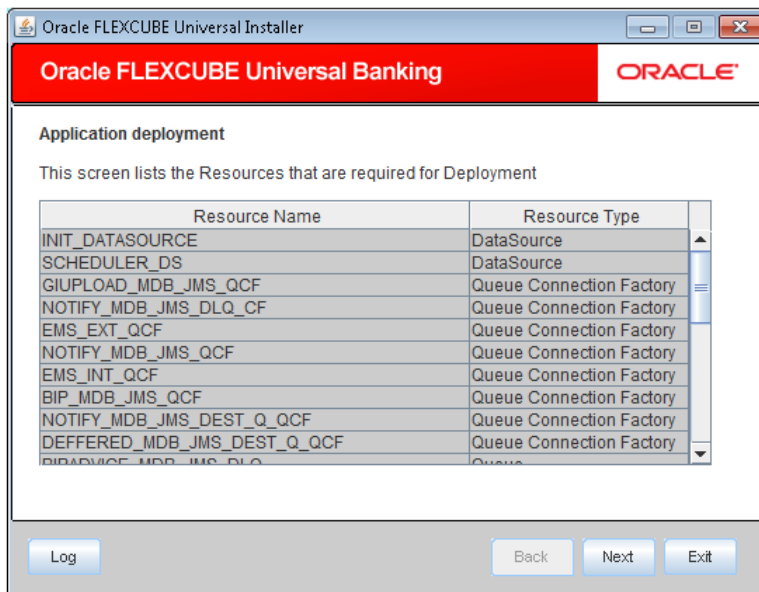 Oracle FLEXCUBE Universal Installer
Oracle FLEXCUBE Universal Banking
ORACLE
Application deployment
This screen lists the Resources that are required for Deployment
Resource Name Resource Type
INIT_DATASOURCE DataSource
SCHEDULER_DS DataSource
GIUPLOAD_MDB_JMS_QCF Queue Connection Factory
NOTIFY_MDB_JMS_DLQ_CF Queue Connection Factory
EMS_EXT_QCF Queue Connection Factory
NOTIFY_MDB_JMS_QCF Queue Connection Factory
EMS_INT_QCF Queue Connection Factory
BIP_MDB_JMS_QCF Queue Connection Factory
NOTIFY_MDB_JMS_DEST_Q_QCF Queue Connection Factory
DEFFERED_MDB_JMS_DEST_Q_QCF Queue Connection Factory
Log Back Next Exit